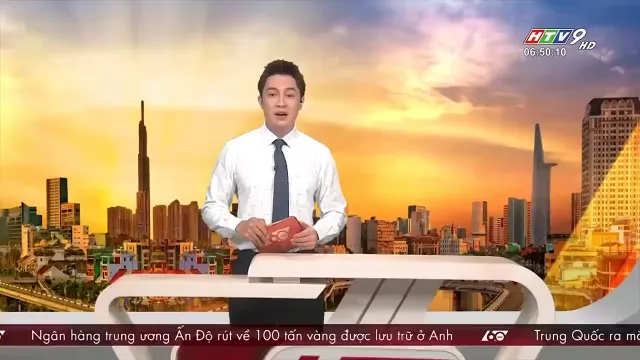 HTV9 HD
06:50:10
Ngân hàng trung ương Ấn Độ rút về 100 tấn vàng được lưu trữ ở Anh
Trung Quốc ra m